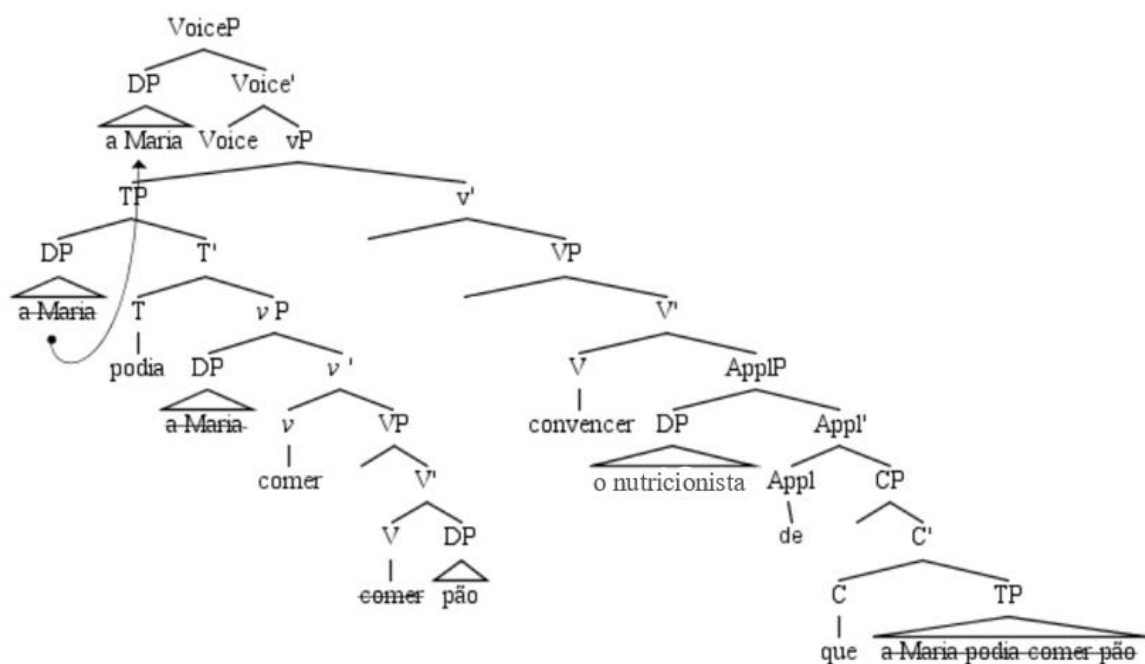 VoiceP
DP Voice'
a Maria Voice vP
TP v'
DP T' VP
a Maria T vP V'
podia DP v' V ApplP
a Maria v VP convencer DP Appl'
comer V' o nutricionista Appl CP
V DP de C'
comer pão C TP
que a Maria podia comer pão